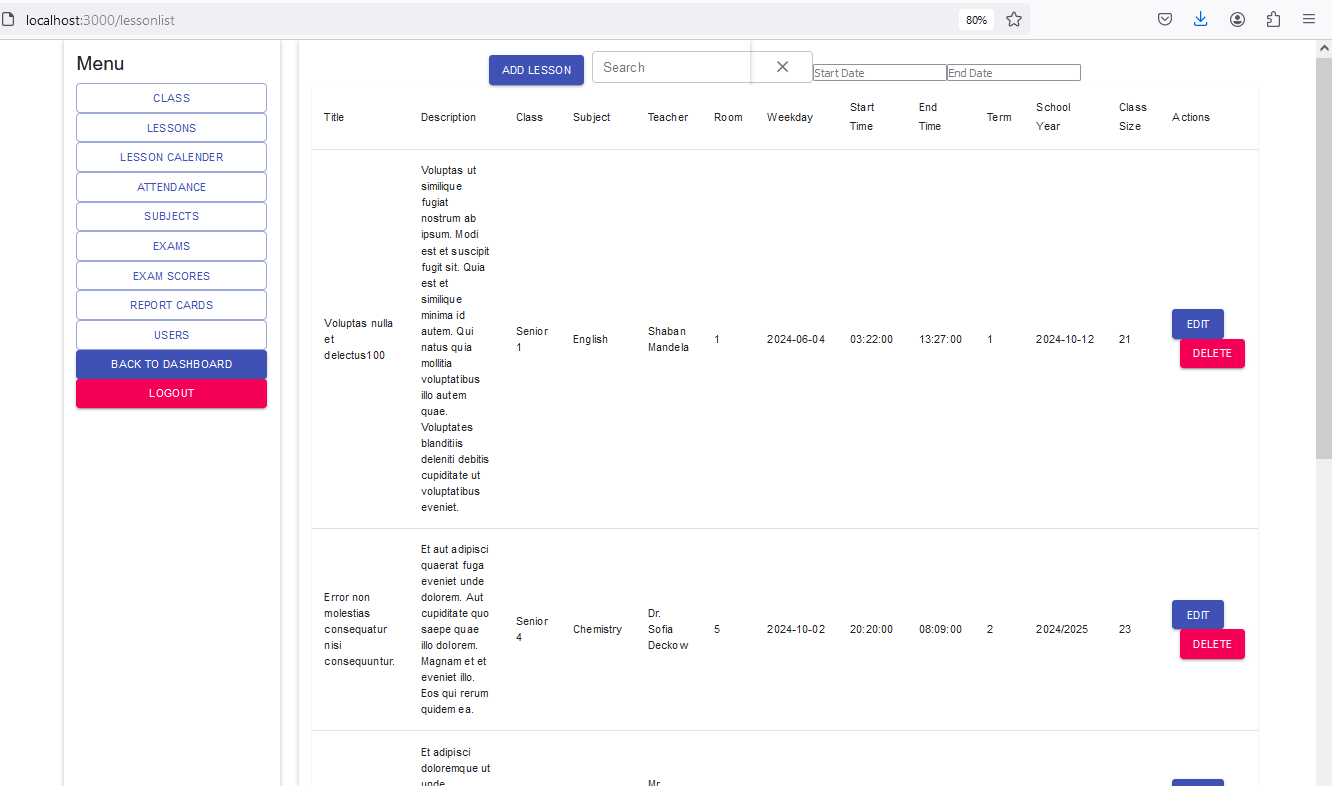 localhost:3000/lessonlist
80%
Menu
CLASS
LESSONS
LESSON CALENDER
ATTENDANCE
SUBJECTS
EXAMS
EXAM SCORES
REPORT CARDS
USERS
BACK TO DASHBOARD
LOGOUT
ADD LESSON
Search
Start Date
End Date
Title
Description
Class
Subject
Teacher
Room
Weekday
Start
Time
End
Time
Term
School
Year
Class
Size
Actions
Voluptas nulla
et
delectus100
Voluptas ut
similique
fugiat
nostrum ab
ipsum. Modi
est et suscipit
fugit sit. Quia
est et
similique
minima id
autem. Qui
natus quia
mollitia
voluptatibus
illo autem
quae.
Voluptates
blanditiis
deleniti debitis
cupiditate ut
voluptatibus
eveniet.
Senior
1
English
Shaban
Mandela
1
2024-06-04
03:22:00
13:27:00
1
2024-10-12
21
EDIT
DELETE
Error non
molestias
consequatur
nisi
consequuntur.
Et aut adipisci
quaerat fuga
eveniet unde
dolorem. Aut
cupiditate quo
saepe quae
illo dolorem.
Magnam et et
eveniet illo.
Eos qui rerum
quidem ea.
Senior
4
Chemistry
Dr.
Sofia
Deckow
5
2024-10-02
20:20:00
08:09:00
2
2024/2025
23
EDIT
DELETE
Et adipisci
doloremque ut
unde
Mr.